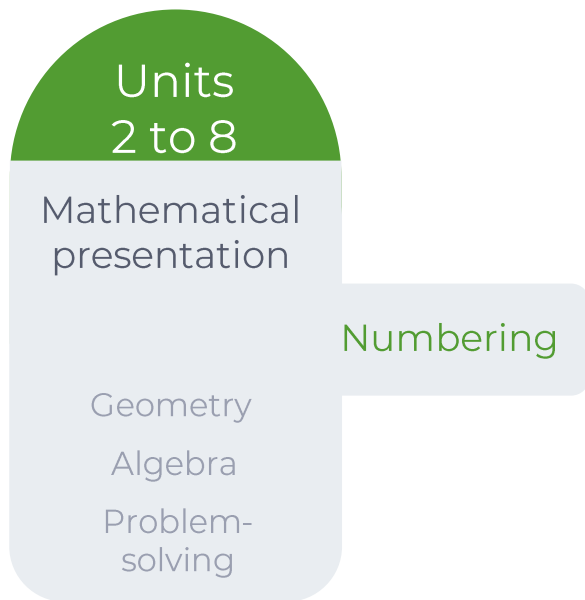 Units
2 to 8
Mathematical
presentation
Numbering
Geometry
Algebra
Problem-
solving